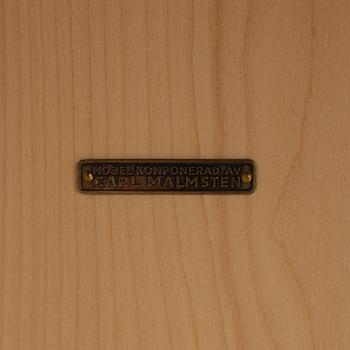 MÖBEL KOMPONERAD AV
CARL MALMSTEN